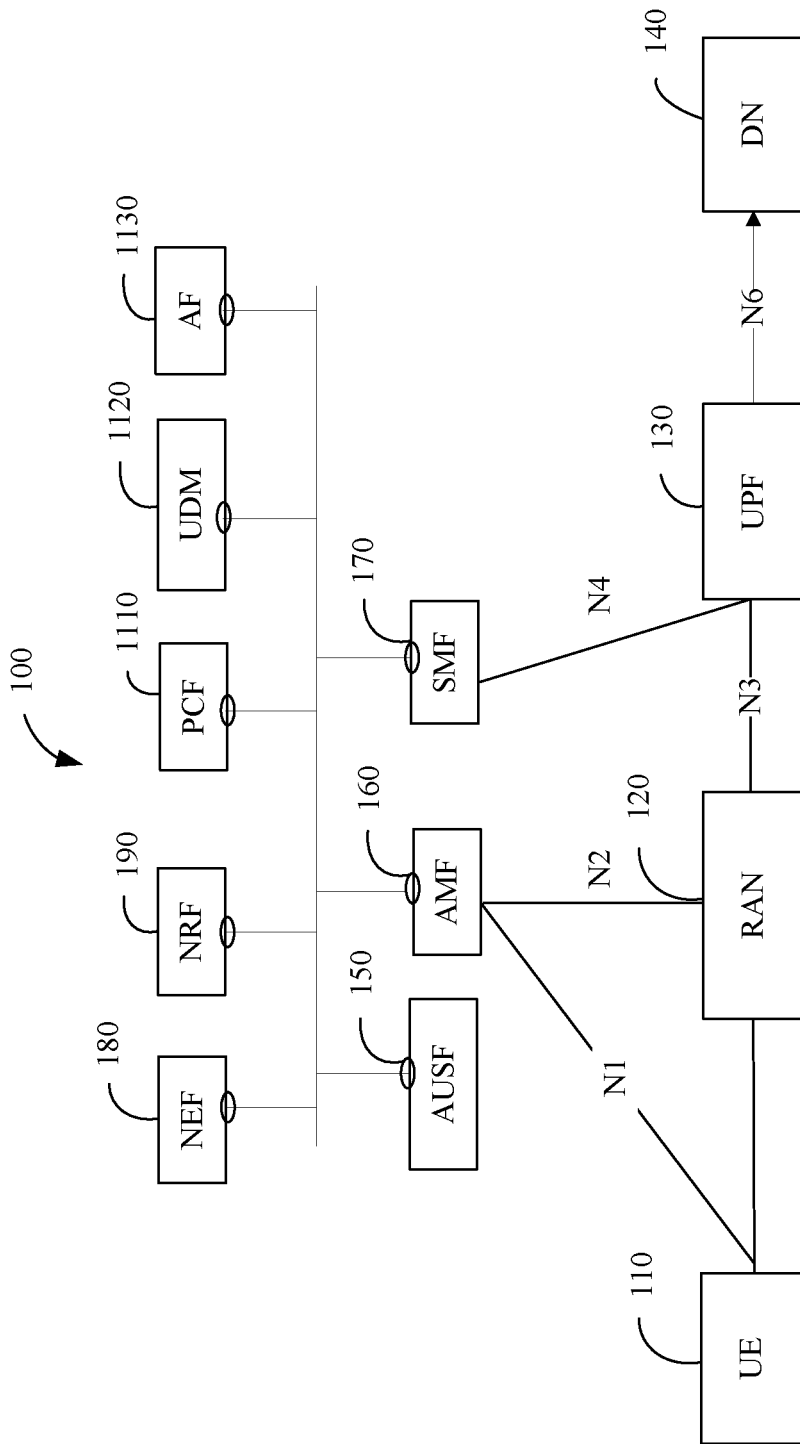 100
180
190
1110
1120
1130
NEF
NRF
PCF
UDM
AF
150
160
170
AUSF
AMF
SMF
N1
N2
N4
110
120
130
140
UE
RAN
N3
UPF
N6
DN